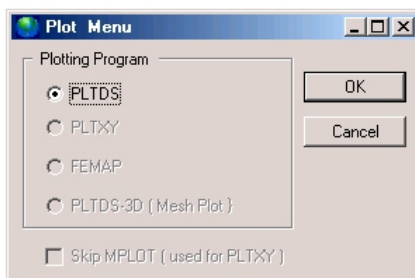 Plot Menu
Plotting Program
PLTDS
PLTXY
FEMAP
PLTDS-3D ( Mesh Plot }
Skip MPLOT ( used for PLTXY )
OK
Cancel